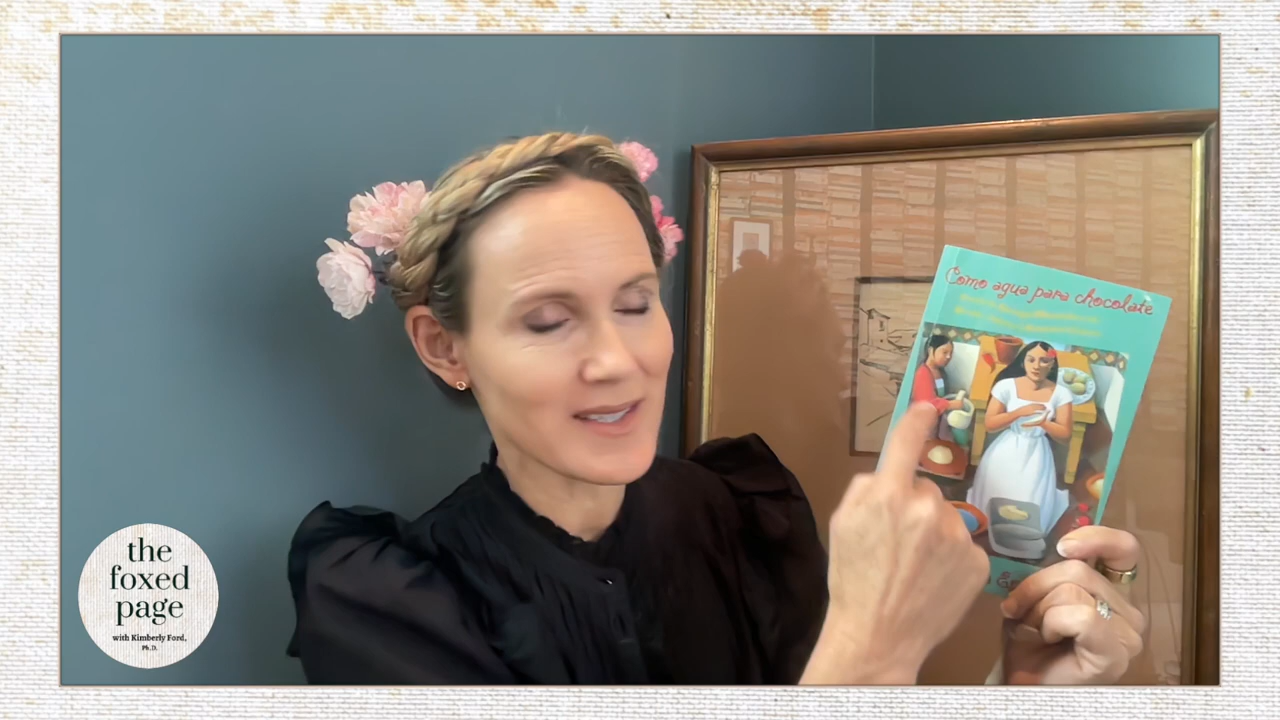 Como agua para chocolate
the
foxed
page
with Kimberly Ford,
Ph.D.